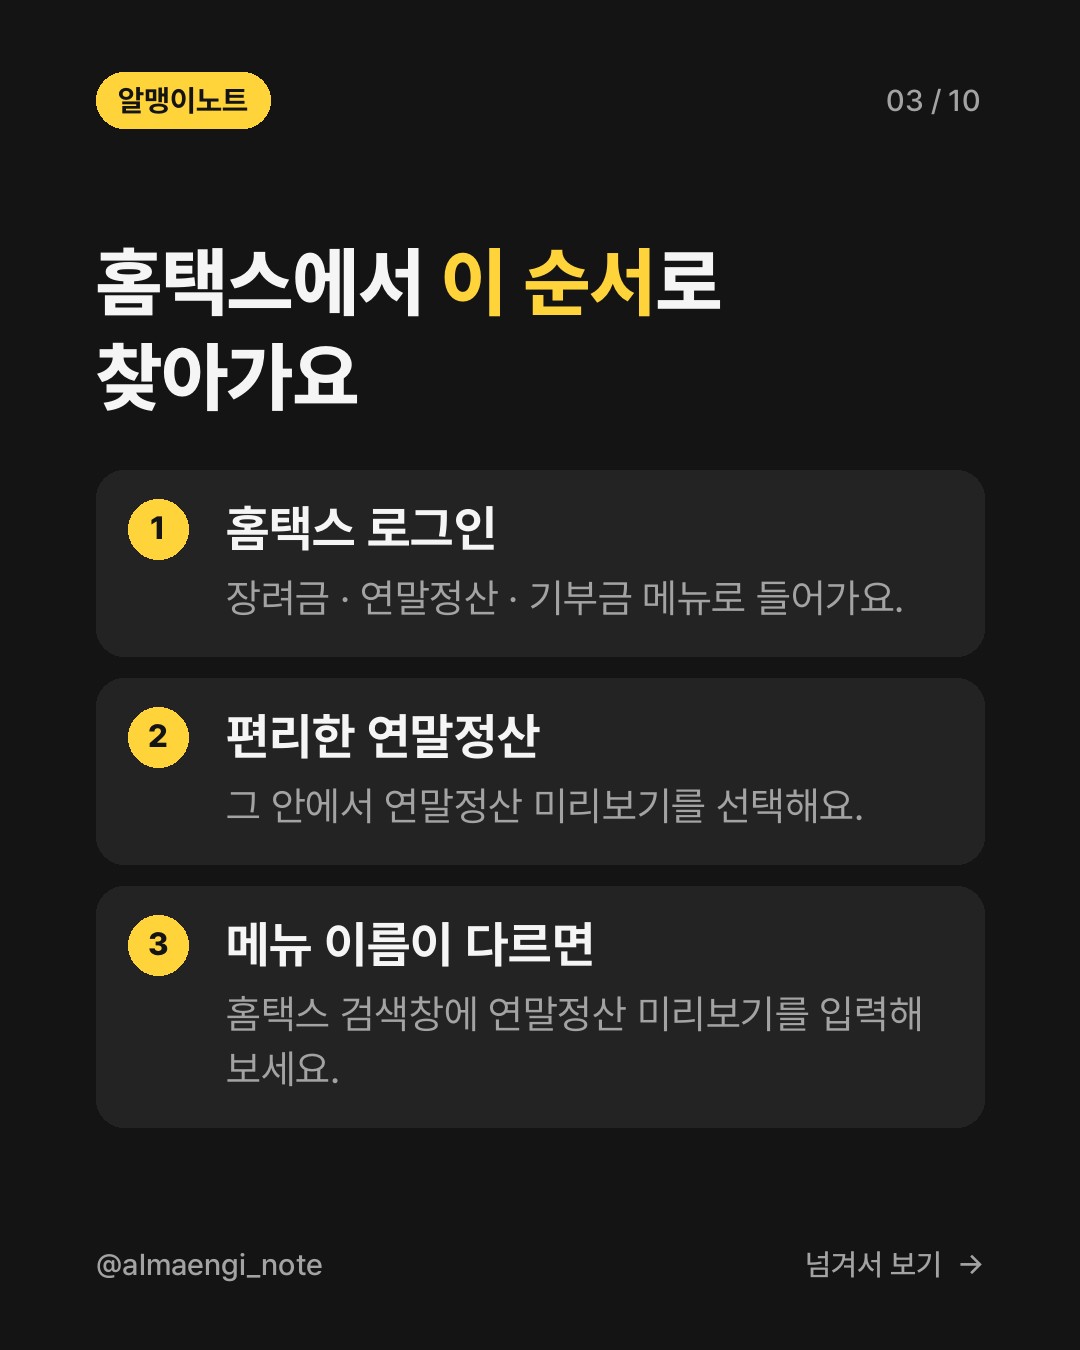 알맹이노트
03 / 10
홈택스에서 이 순서로
찾아가요
1 홈택스 로그인
장려금 · 연말정산 · 기부금 메뉴로 들어가요.
2 편리한 연말정산
그 안에서 연말정산 미리보기를 선택해요.
3 메뉴 이름이 다르면
홈택스 검색창에 연말정산 미리보기를 입력해
보세요.
@almaengi_note
넘겨서 보기 →